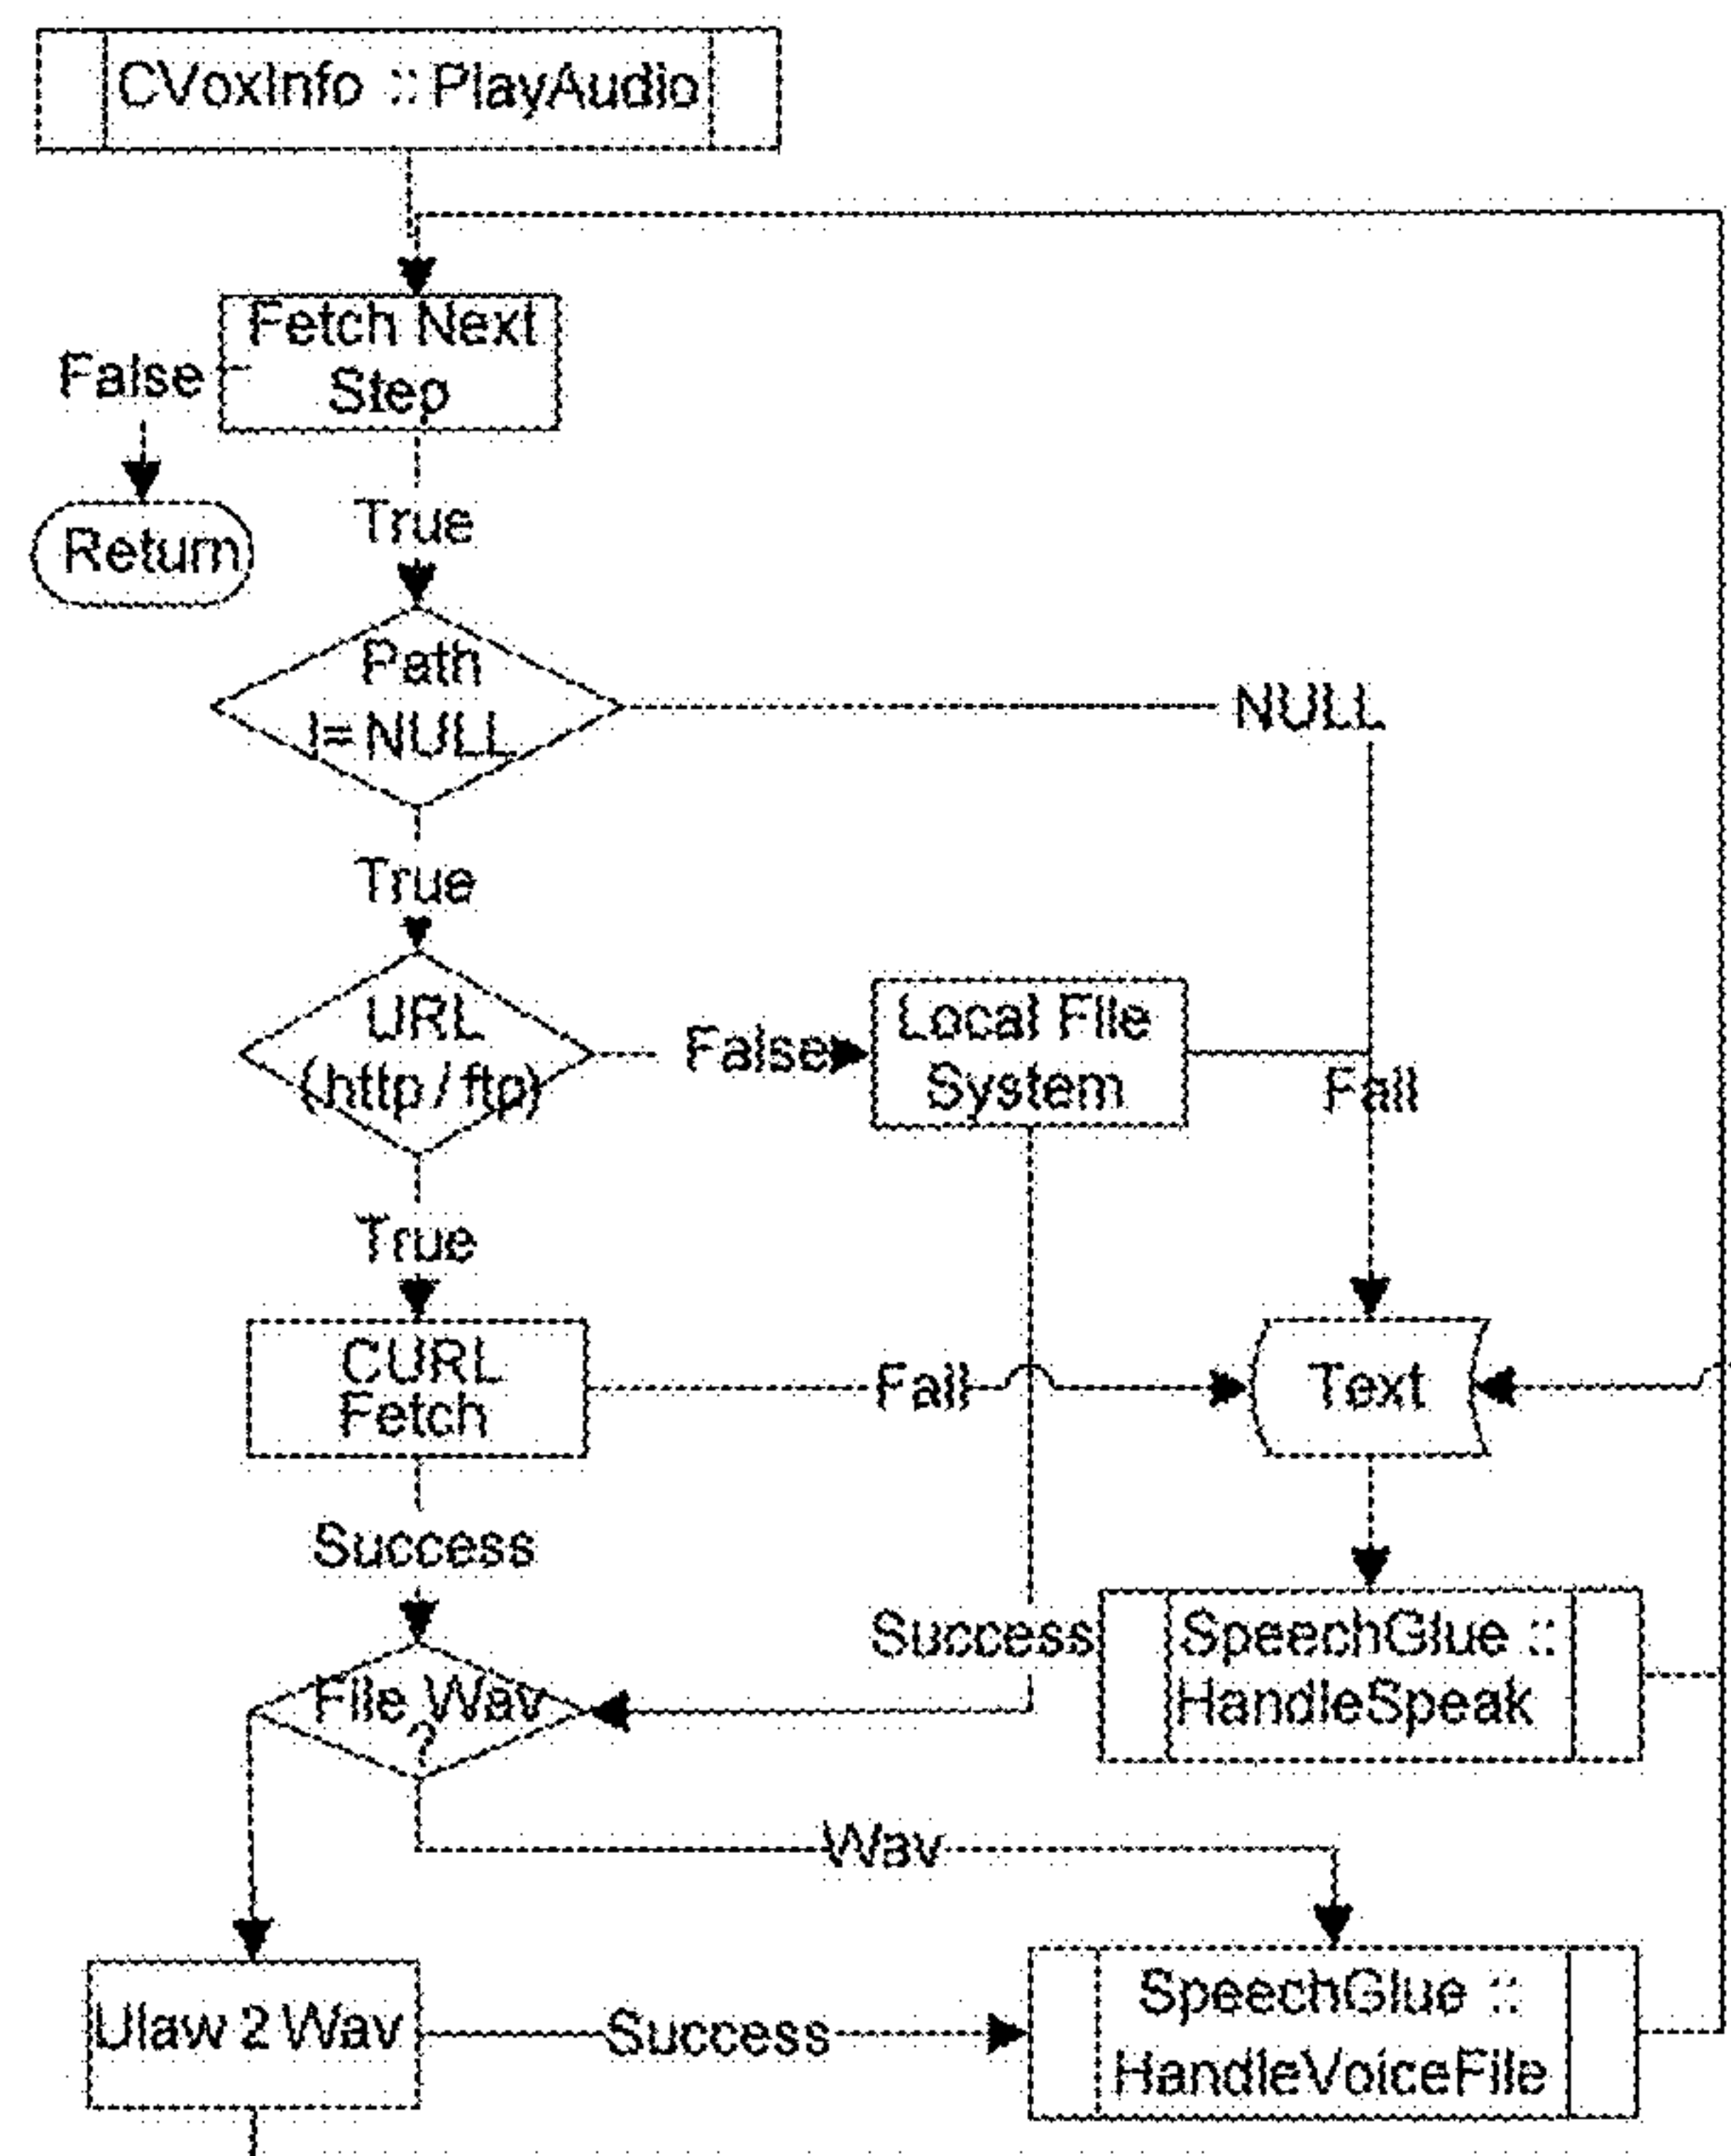 CVoxInfo :: PlayAudio
Fetch Next
Step
False
Return
True
Path
!= NULL
NULL
True
URL
(http / ftp)
False
Local File
System
Fail
True
CURL
Fetch
Fail
Text
Success
Success
SpeechGlue ::
HandleSpeak
File Wav
?
Wav
Ulaw 2 Wav
Success
SpeechGlue ::
HandleVoiceFile